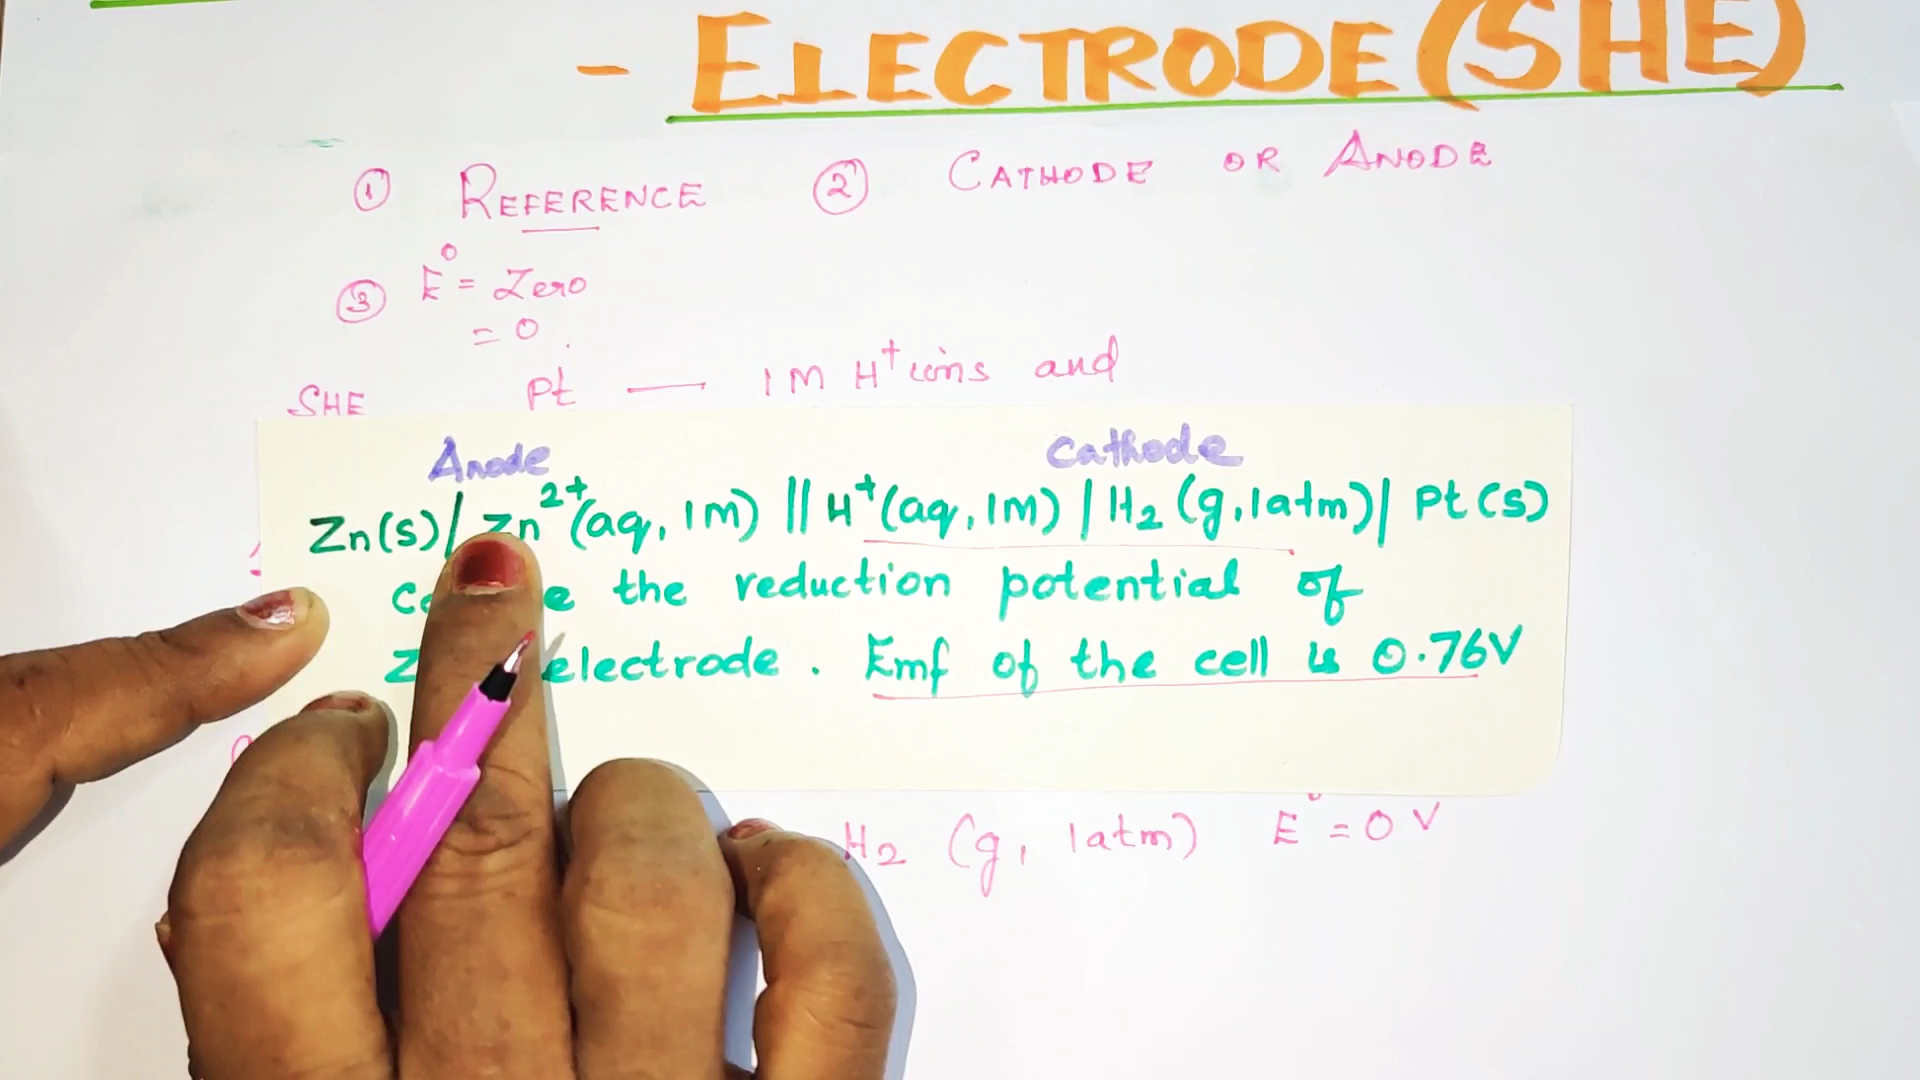 - ELECTRODE (SHE)
① REFERENCE ② CATHODE OR ANODE
③ E⁰ = Zero
= 0.
SHE Pt — 1M H⁺ ions and
Anode Cathode
Zn(s)/Zn²⁺(aq, 1M) || H⁺(aq, 1M) | H₂ (g, 1atm) | Pt (s)
the reduction potential of
electrode. Emf of the cell is 0.76V
H₂ (g, 1atm) E° = 0 V